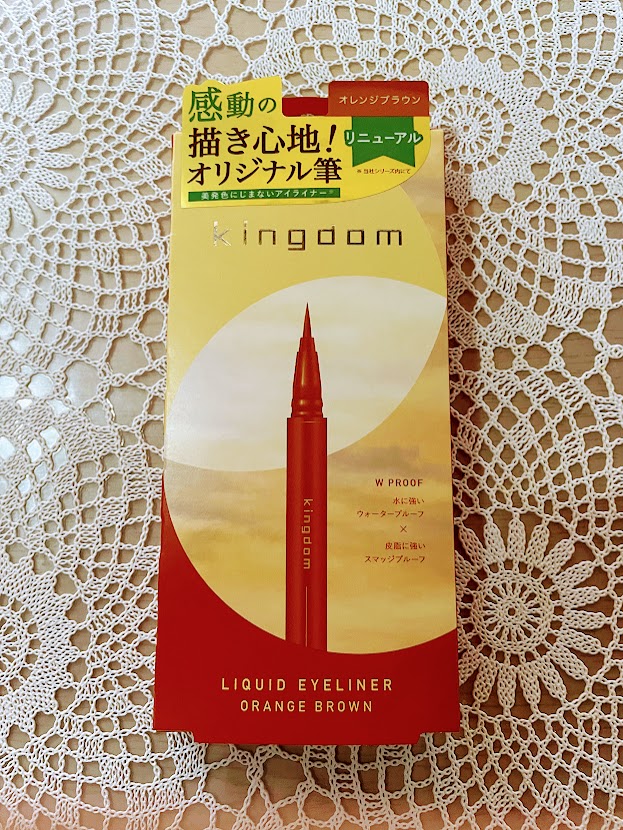 オレンジブラウン
感動の
描き心地!
オリジナル筆
美発色にじまないアイライナー※
リニューアル
※ 当社シリーズ内にて
kingdom
kingdom
W PROOF
水に強い
ウォータープルーフ
×
皮脂に強い
スマッジプルーフ
LIQUID EYELINER
ORANGE BROWN